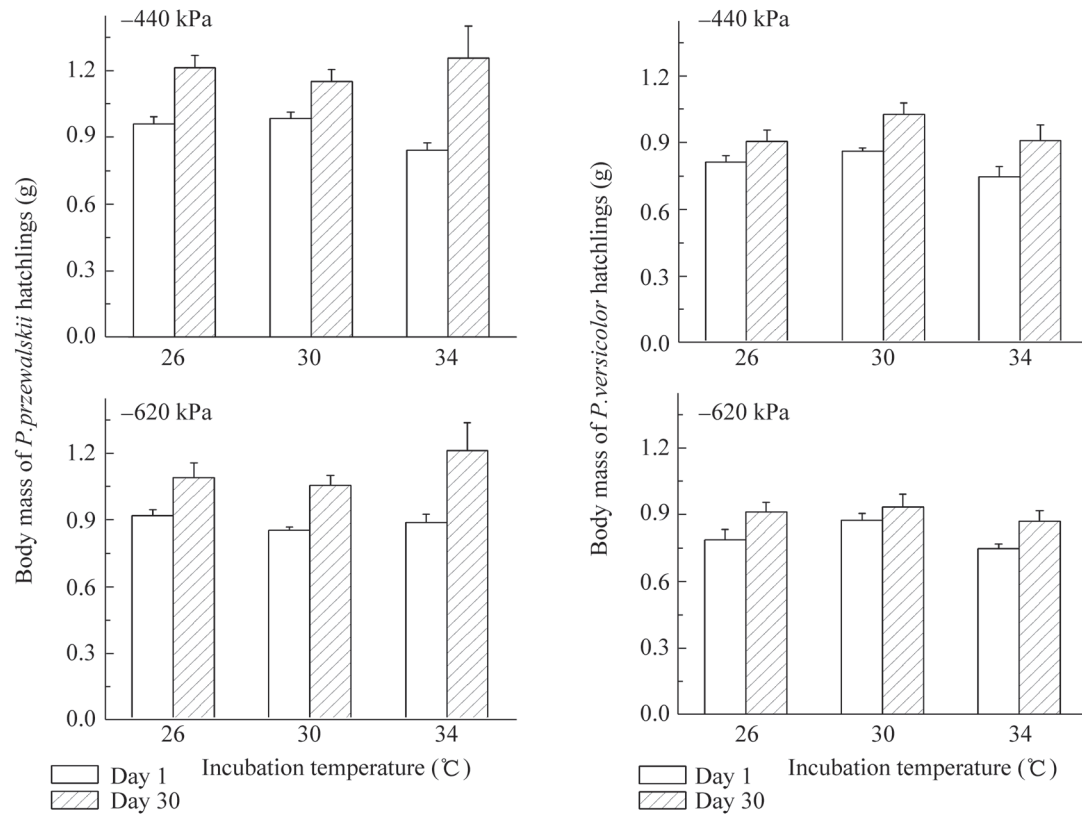 –440 kPa
1.2
0.9
0.6
0.3
0.0
26 30 34
–620 kPa
1.2
0.9
0.6
0.3
0.0
26 30 34
Body mass of P.przewalskii hatchlings (g)
Incubation temperature (℃)
Day 1
Day 30
–440 kPa
1.2
0.9
0.6
0.3
0.0
26 30 34
–620 kPa
1.2
0.9
0.6
0.3
0.0
26 30 34
Body mass of P.versicolor hatchlings (g)
Incubation temperature (℃)
Day 1
Day 30